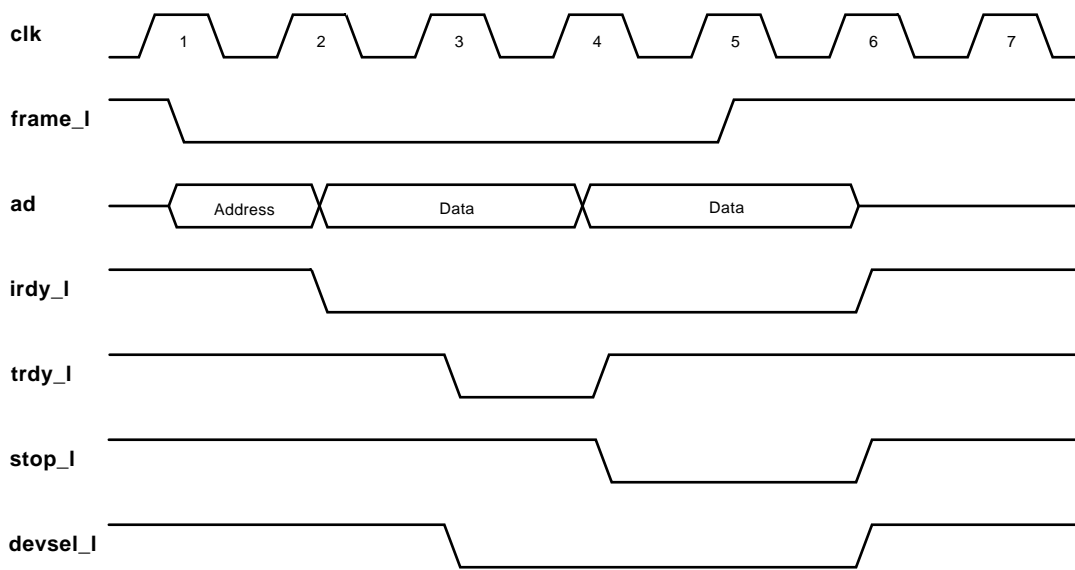 clk
1 2 3 4 5 6 7
frame_l
ad
Address Data Data
irdy_l
trdy_l
stop_l
devsel_l